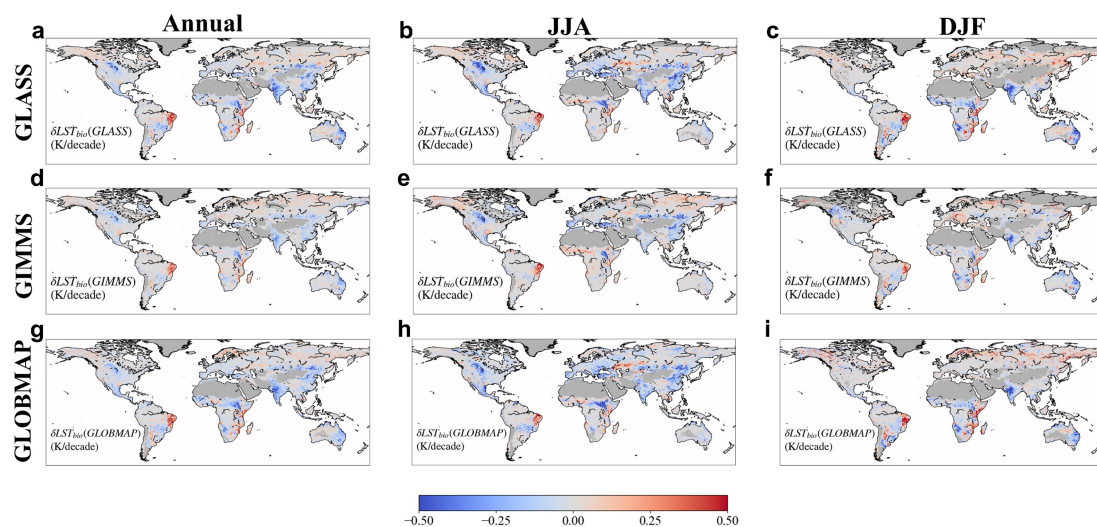 Annual JJA DJF
a b c
GLASS
δLST_bio(GLASS) δLST_bio(GLASS) δLST_bio(GLASS)
(K/decade) (K/decade) (K/decade)
d e f
GIMMS
δLST_bio(GIMMS) δLST_bio(GIMMS) δLST_bio(GIMMS)
(K/decade) (K/decade) (K/decade)
g h i
GLOBMAP
δLST_bio(GLOBMAP) δLST_bio(GLOBMAP) δLST_bio(GLOBMAP)
(K/decade) (K/decade) (K/decade)
−0.50 −0.25 0.00 0.25 0.50